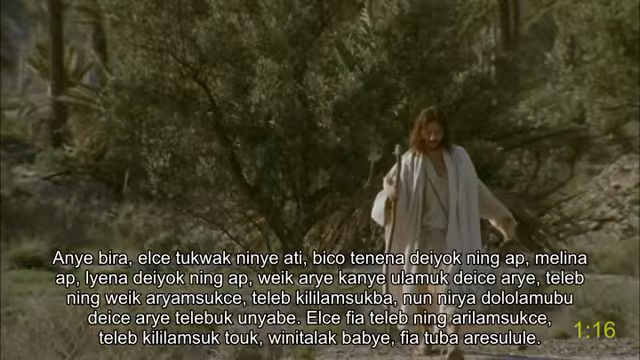 Anye bira, elce tukwak ninye ati, bico tenena deiyok ning ap, melina
ap, Iyena deiyok ning ap, weik arye kanye ulamuk deice arye, teleb
ning weik aryamsukce, teleb kililamsukba, nun nirya dololamubu
deice arye telebuk unyabe. Elce fia teleb ning arilamsukce,
teleb kililamsuk touk, winitalak babye, fia tuba aresulule.
1:16